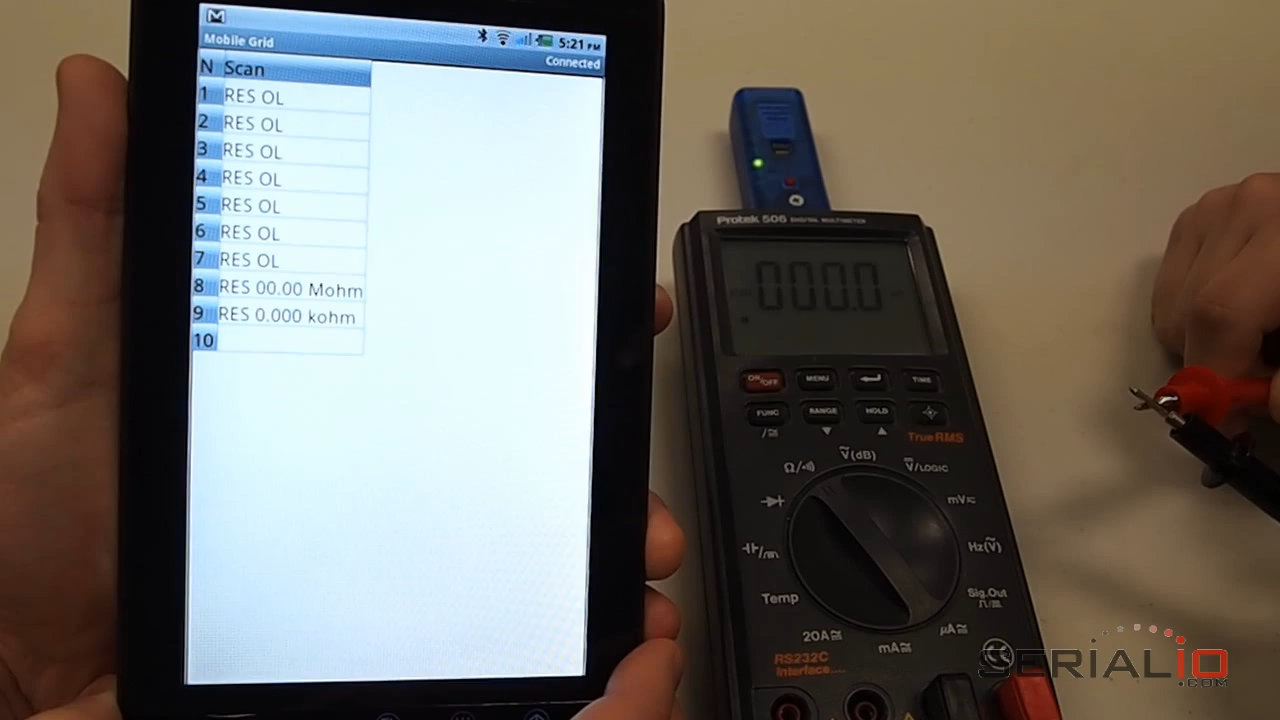 5:21 PM
Mobile Grid
Connected
N Scan
1 RES OL
2 RES OL
3 RES OL
4 RES OL
5 RES OL
6 RES OL
7 RES OL
8 RES 00.00 Mohm
9 RES 0.000 kohm
10
Protek 506 DIGITAL MULTIMETER
000.0
ON/OFF MENU TIME
FUNC RANGE HOLD
True RMS
Ṽ(dB)
Ω V/LOGIC
mV
Hz(Ṽ)
Temp Sig.Out
20A mA µA
RS232C
Interface....
CE
SERIALIO
.COM